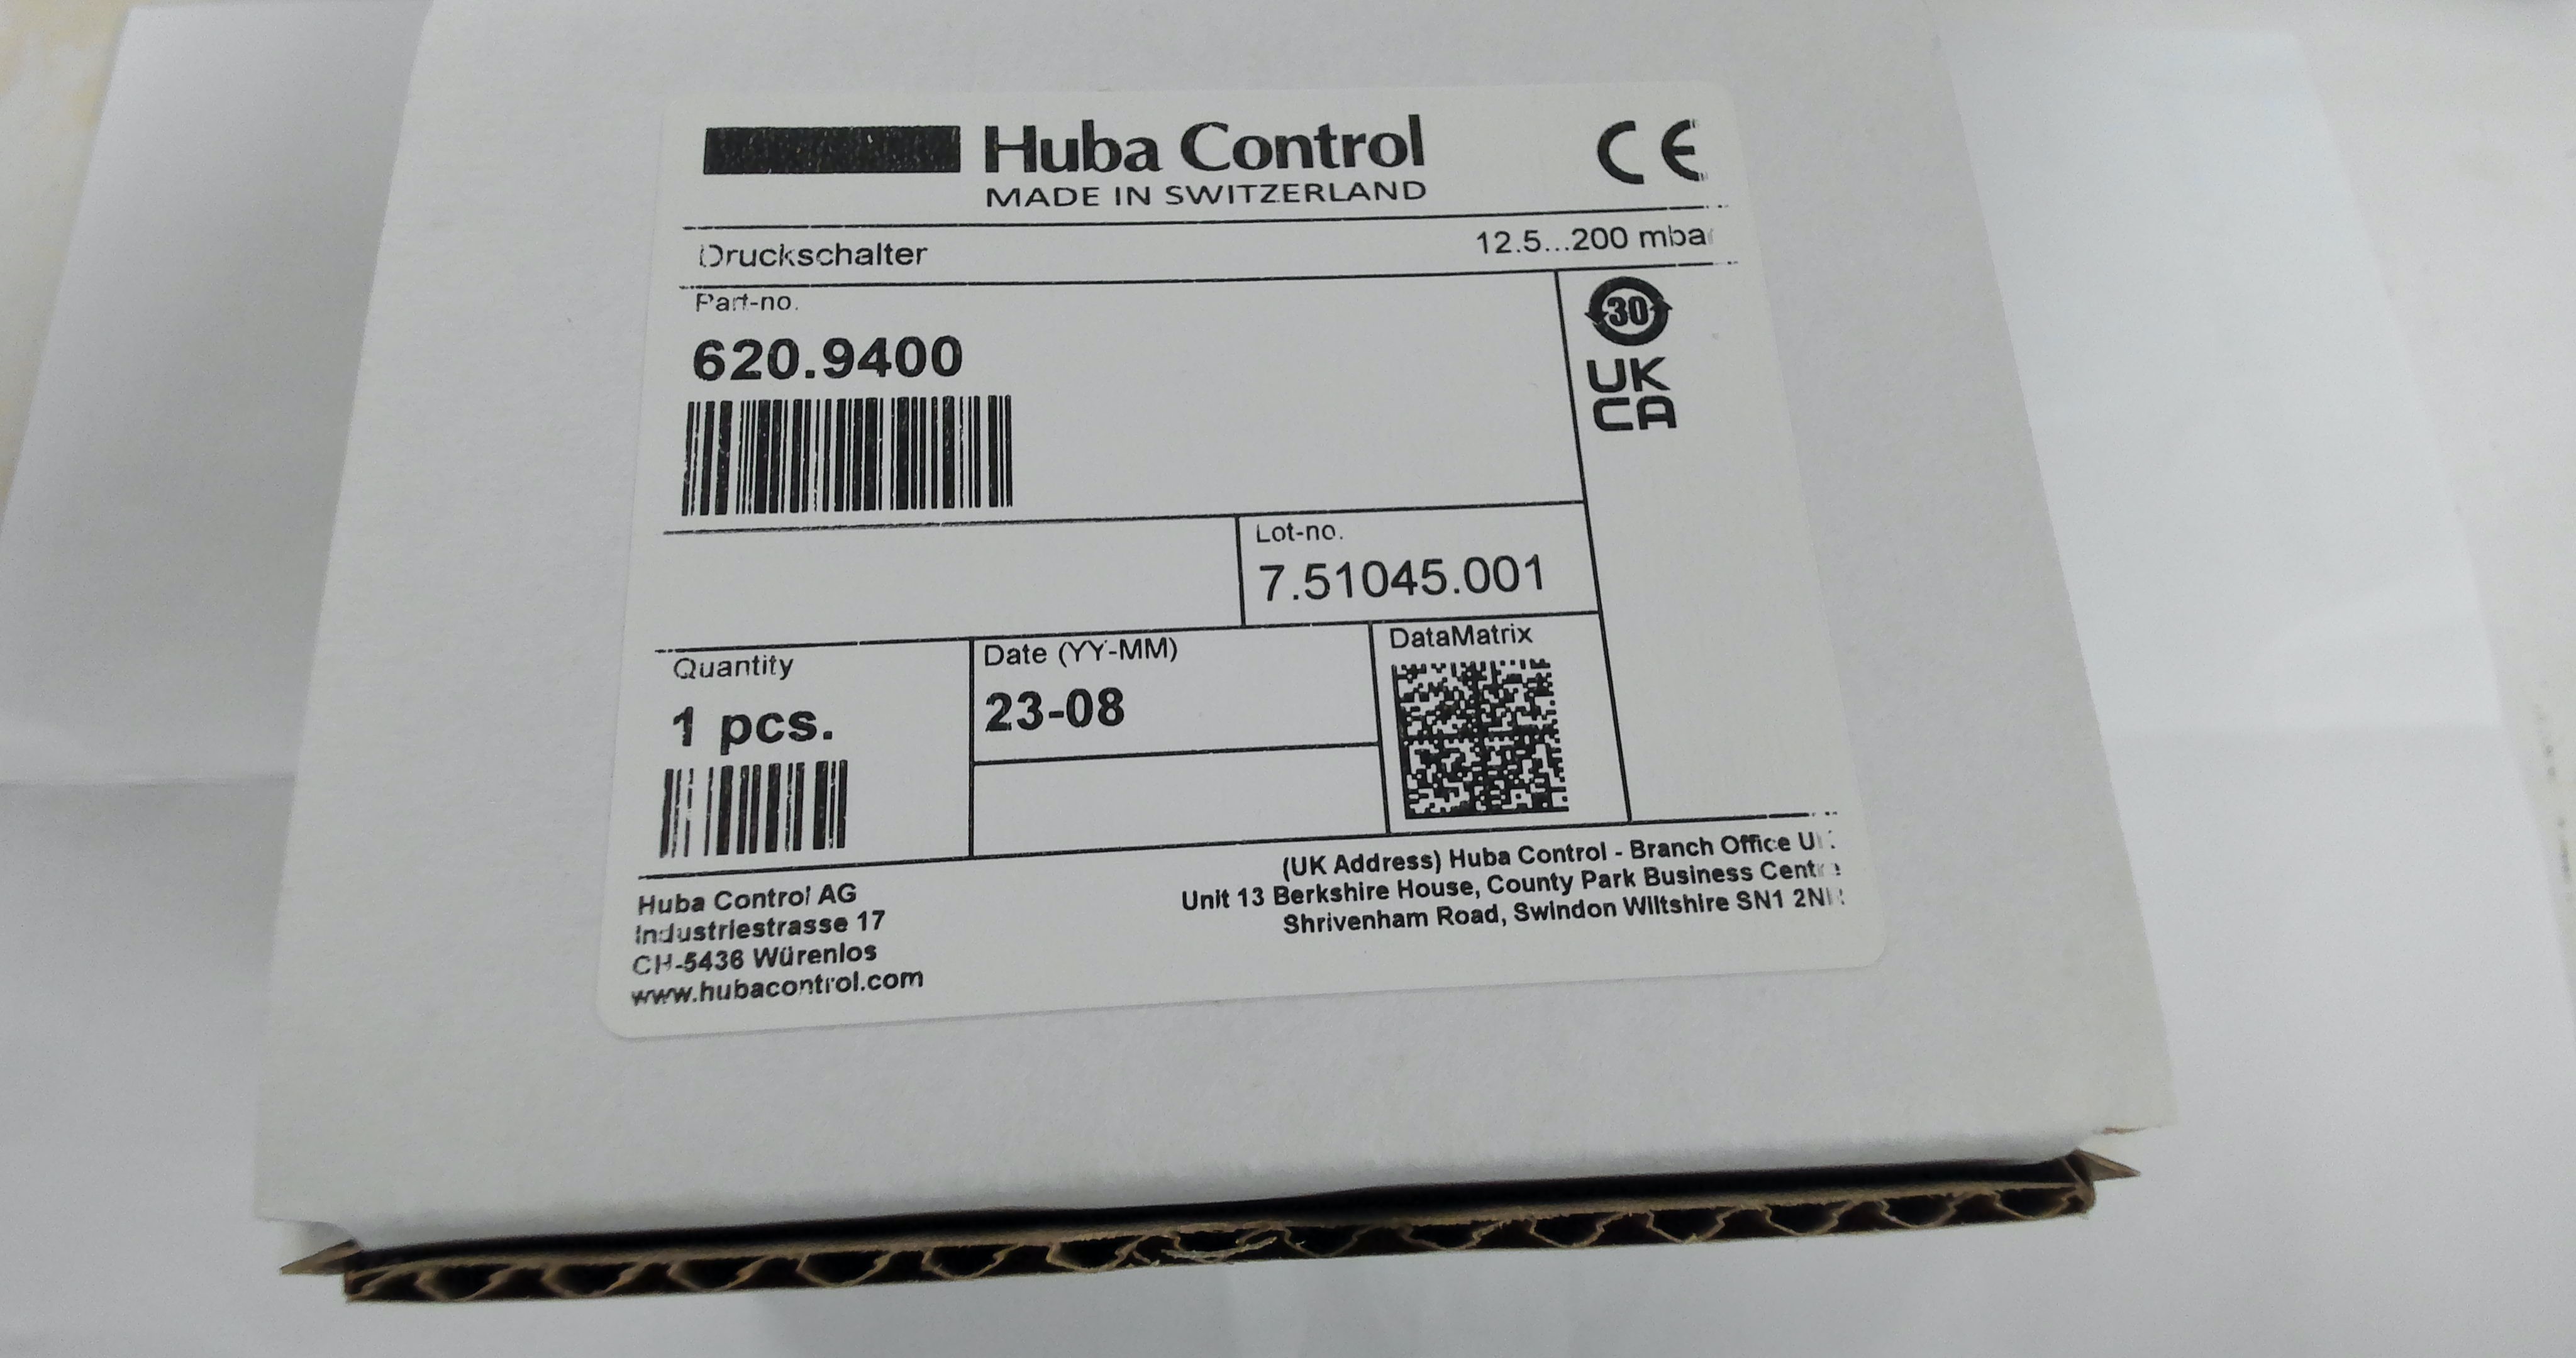 Huba Control
MADE IN SWITZERLAND
CE
Druckschalter
12.5...200 mbar
Part-no.
620.9400
30
UK
CA
Lot-no.
7.51045.001
Quantity
1 pcs.
Date (YY-MM)
23-08
DataMatrix
Huba Control AG
Industriestrasse 17
CH-5436 Würenlos
www.hubacontrol.com
(UK Address) Huba Control - Branch Office UK
Unit 13 Berkshire House, County Park Business Centre
Shrivenham Road, Swindon Wiltshire SN1